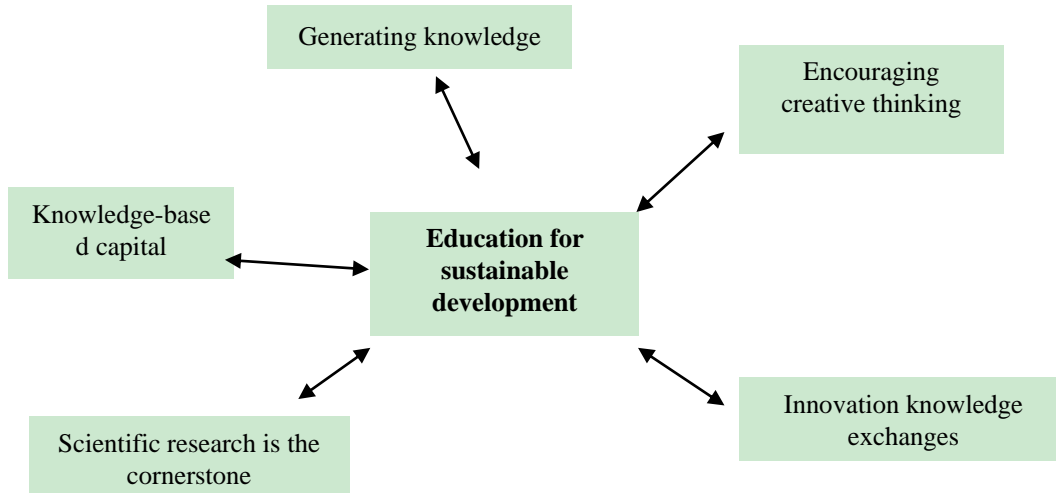 Generating knowledge
Encouraging
creative thinking
Knowledge-base
d capital
Education for
sustainable
development
Innovation knowledge
exchanges
Scientific research is the
cornerstone